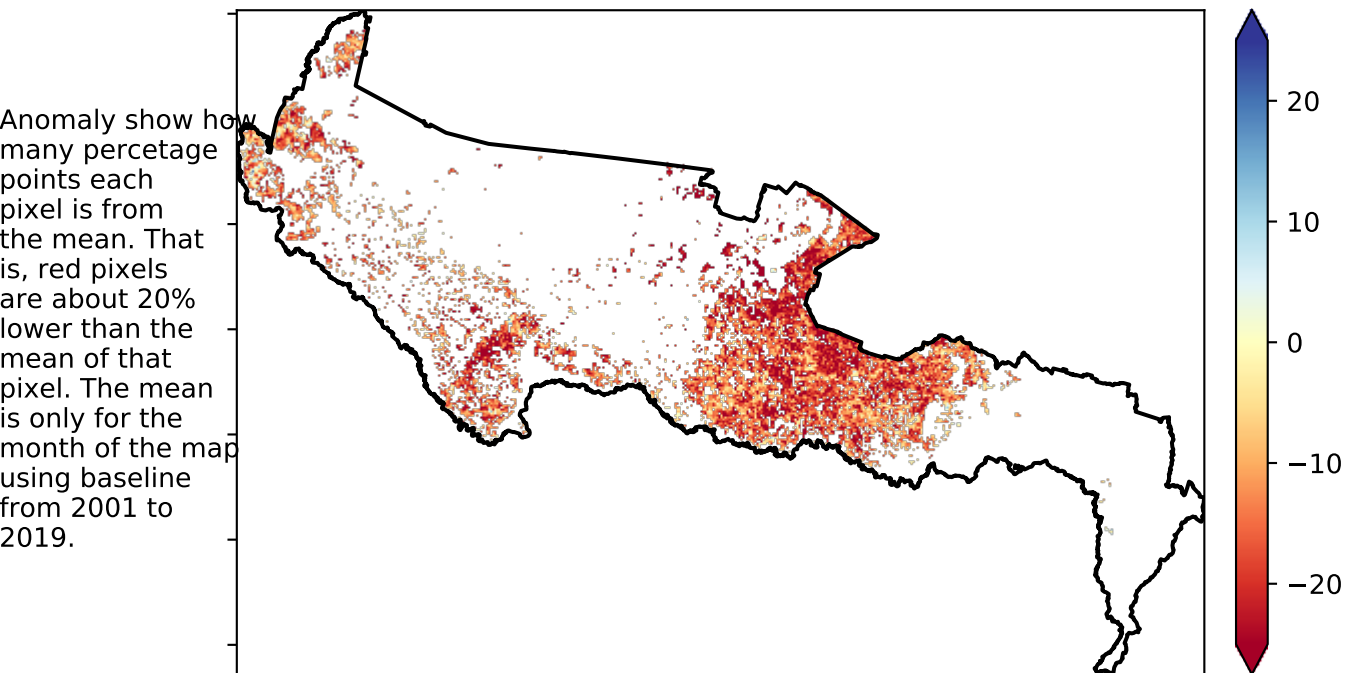 Anomaly show how
many percetage
points each
pixel is from
the mean. That
is, red pixels
are about 20%
lower than the
mean of that
pixel. The mean
is only for the
month of the map
using baseline
from 2001 to
2019.
20
10
0
−10
−20